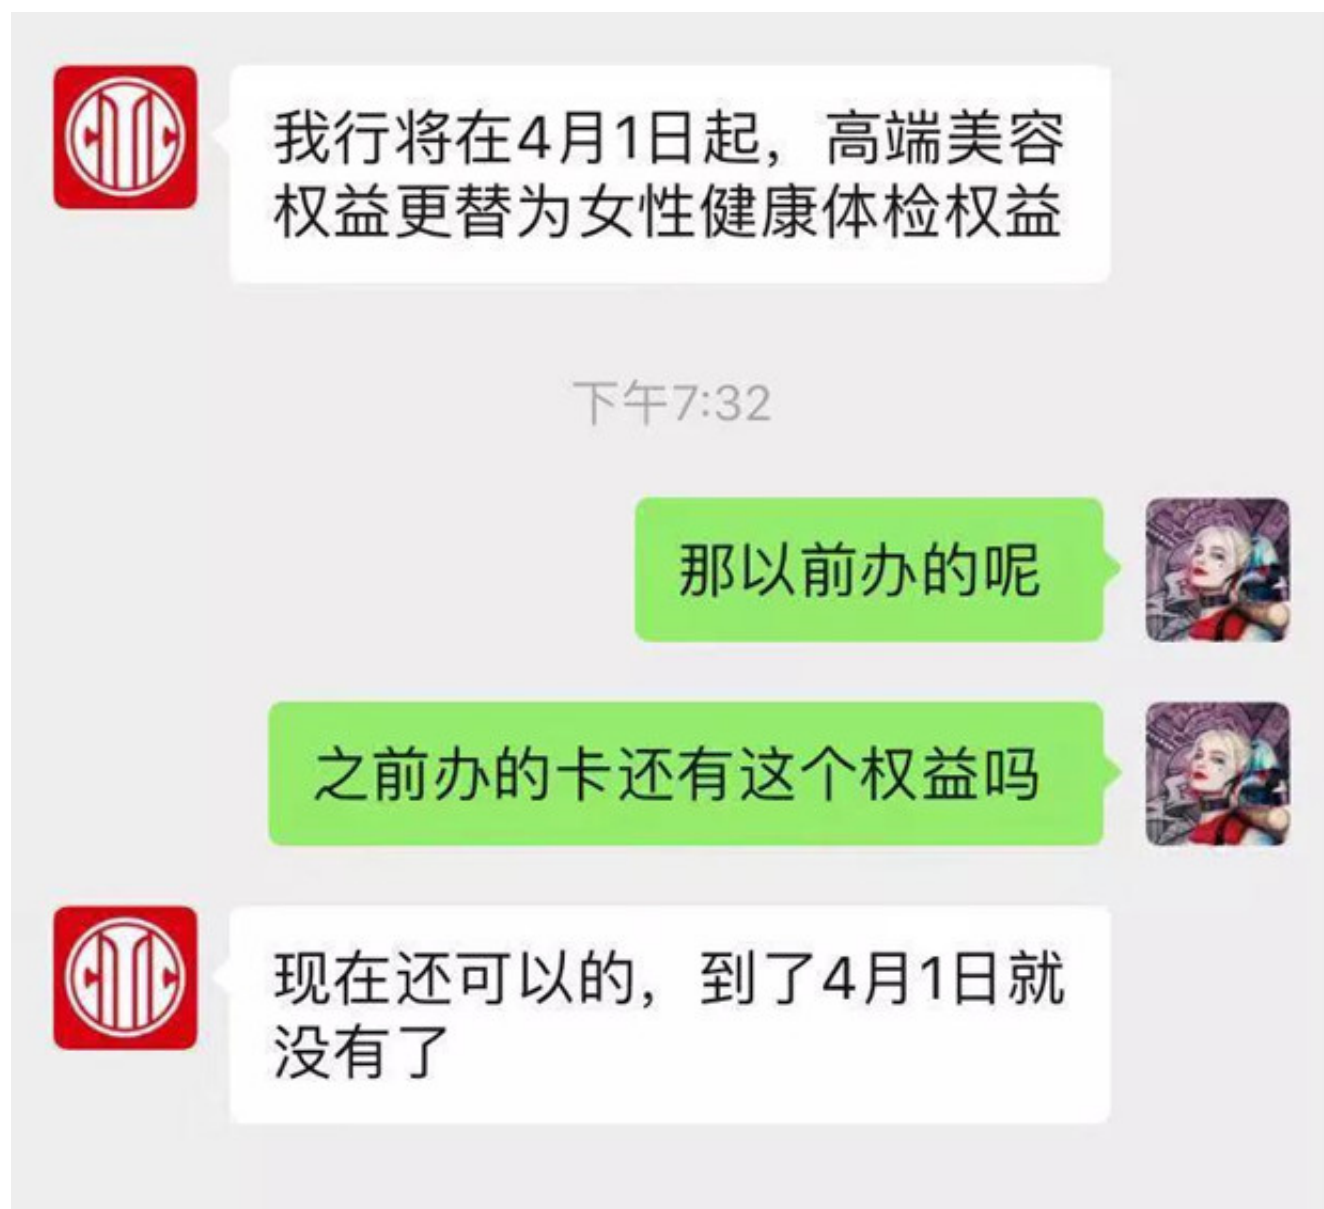 我行将在4月1日起，高端美容
权益更替为女性健康体检权益
下午7:32
那以前办的呢
之前办的卡还有这个权益吗
现在还可以的，到了4月1日就
没有了